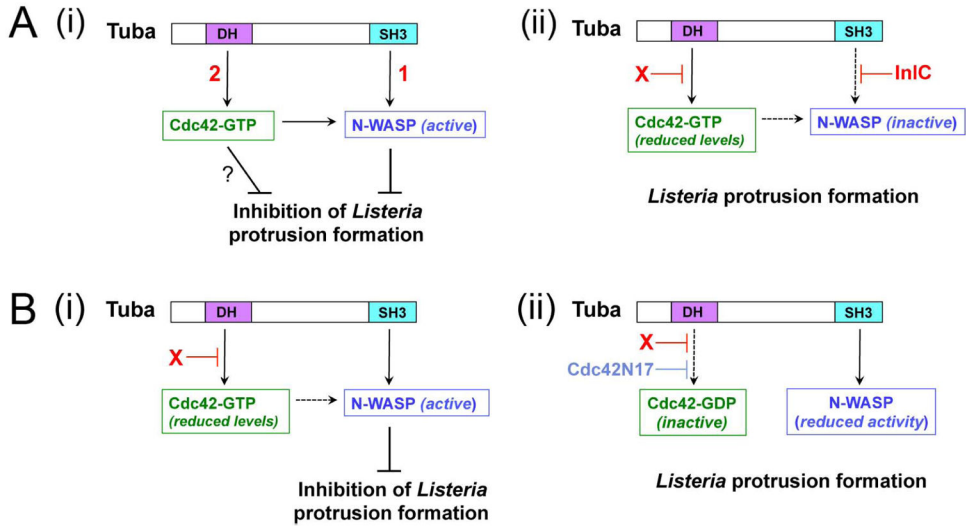 A (i)
Tuba DH SH3
2 1
Cdc42-GTP N-WASP (active)
?
Inhibition of Listeria
protrusion formation
(ii)
Tuba DH SH3
X InlC
Cdc42-GTP
(reduced levels)
N-WASP (inactive)
Listeria protrusion formation
B (i)
Tuba DH SH3
X
Cdc42-GTP
(reduced levels)
N-WASP (active)
Inhibition of Listeria
protrusion formation
(ii)
Tuba DH SH3
X
Cdc42N17
Cdc42-GDP
(inactive)
N-WASP
(reduced activity)
Listeria protrusion formation